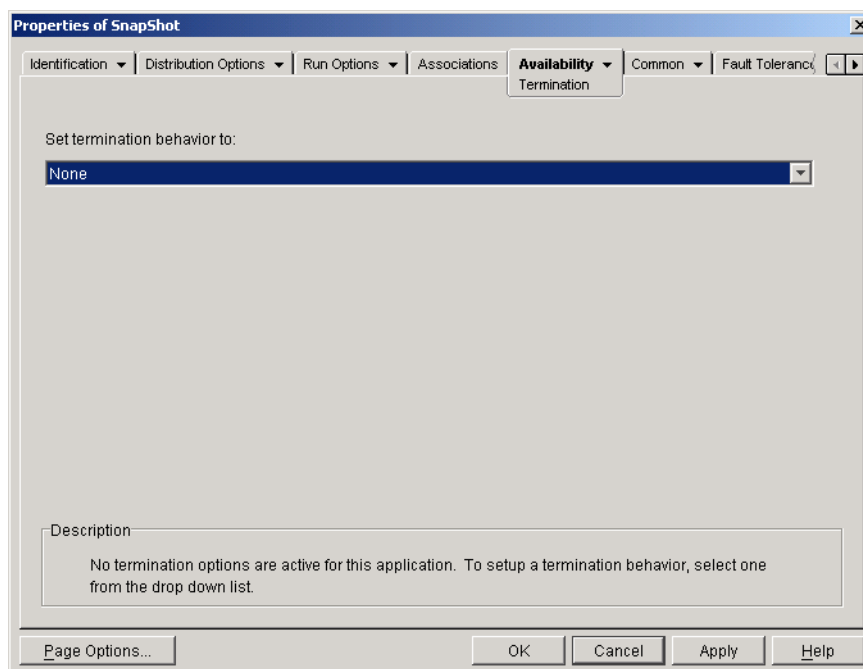 Properties of SnapShot
Identification
Distribution Options
Run Options
Associations
Availability
Termination
Common
Fault Tolerance
Set termination behavior to:
None
Description
No termination options are active for this application. To setup a termination behavior, select one
from the drop down list.
Page Options...
OK
Cancel
Apply
Help